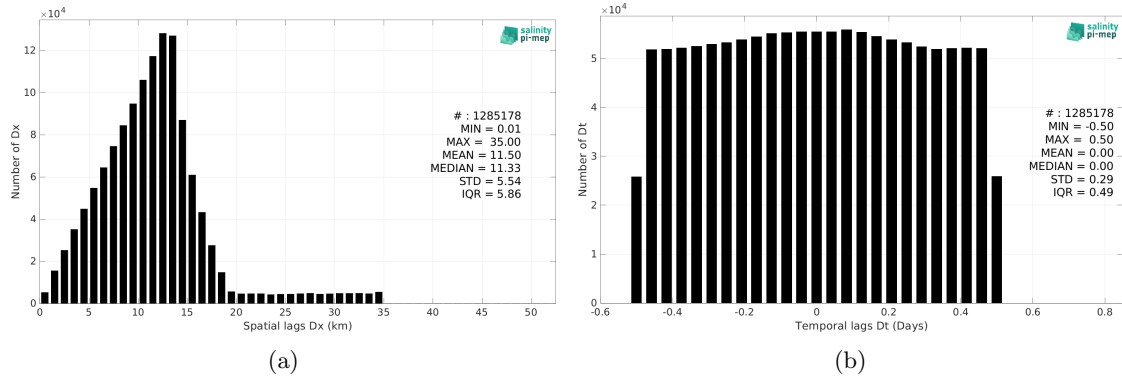 ×10⁴
12
10
8
6
4
2
0
Number of Dx
0 5 10 15 20 25 30 35 40 45 50
Spatial lags Dx (km)
salinity
pi-mep
# : 1285178
MIN = 0.01
MAX = 35.00
MEAN = 11.50
MEDIAN = 11.33
STD = 5.54
IQR = 5.86
(a)
×10⁴
5
4
3
2
1
0
Number of Dt
-0.6 -0.4 -0.2 0 0.2 0.4 0.6 0.8
Temporal lags Dt (Days)
salinity
pi-mep
# : 1285178
MIN = -0.50
MAX = 0.50
MEAN = 0.00
MEDIAN = 0.00
STD = 0.29
IQR = 0.49
(b)